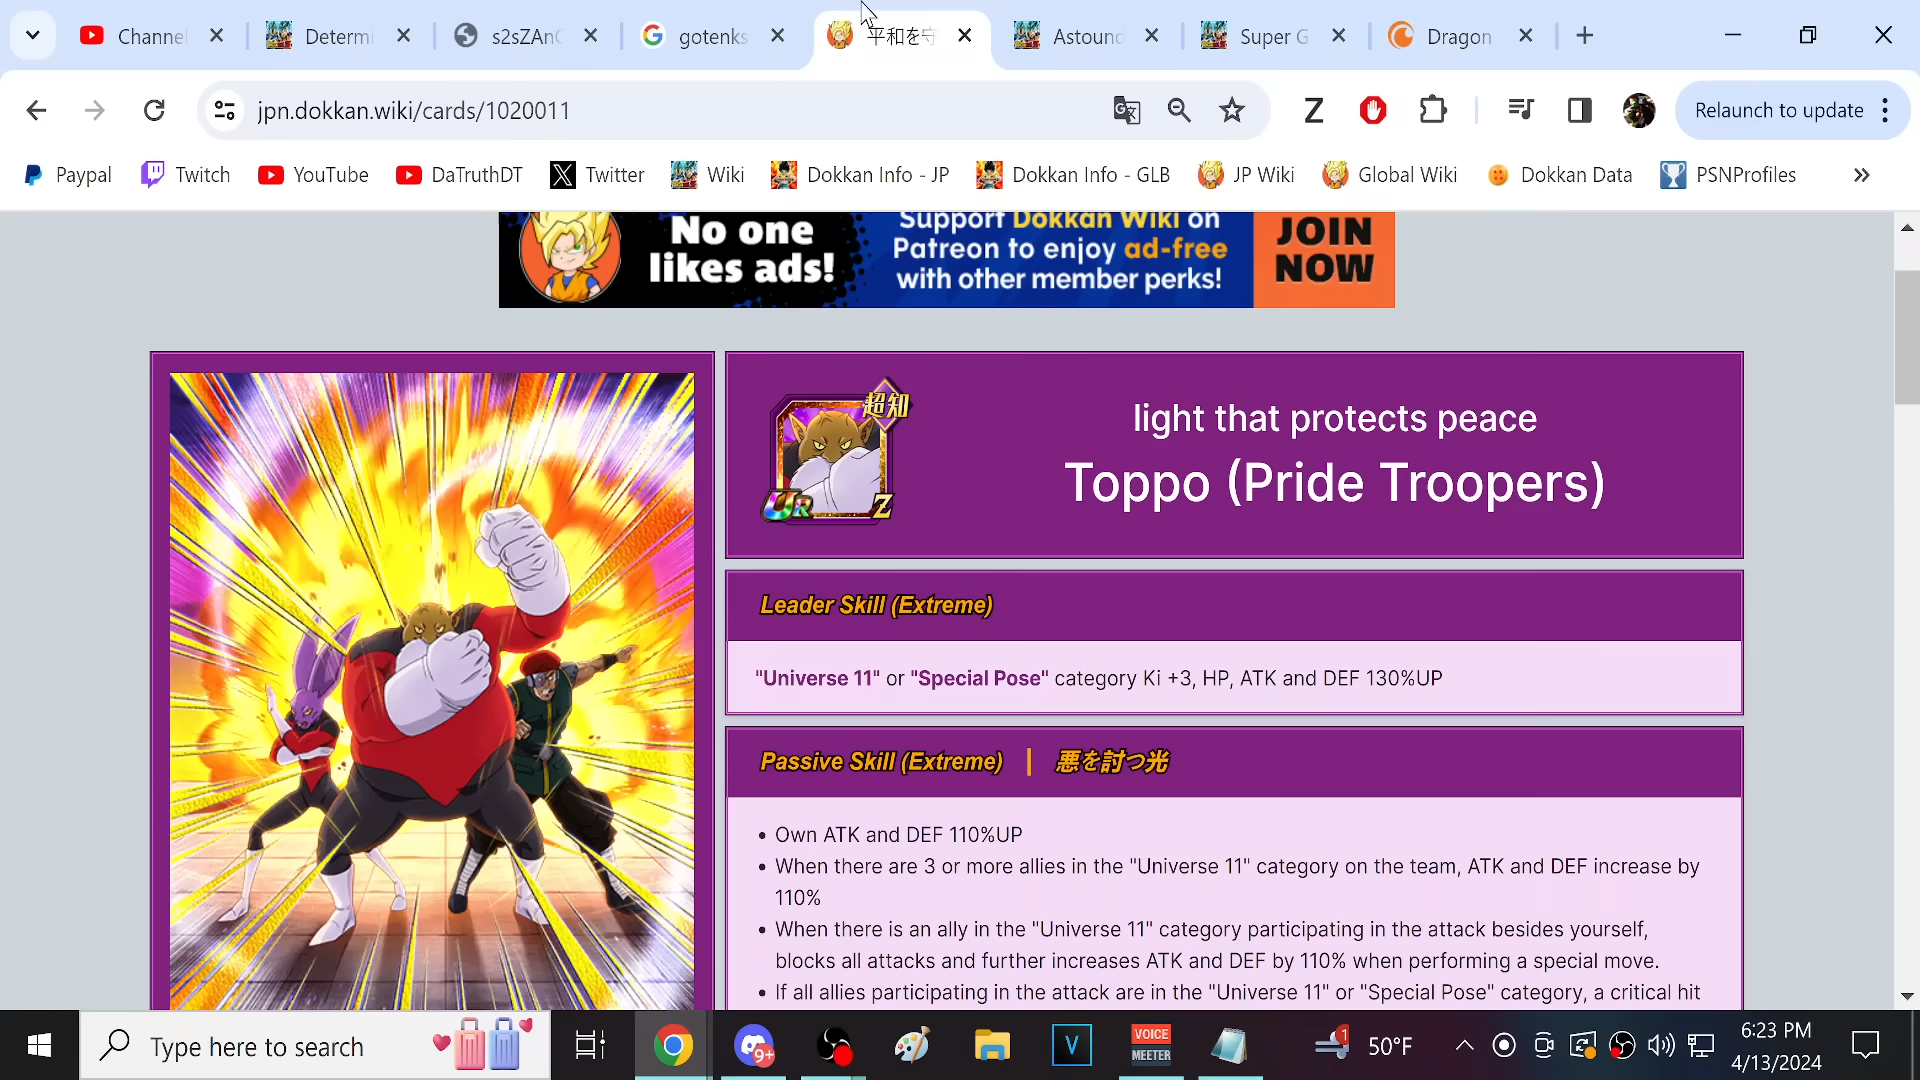 Channel
Determi
s2sZAnC
gotenks
平和を守
Astound
Super G
Dragon
jpn.dokkan.wiki/cards/1020011
Z
Relaunch to update
Paypal
Twitch
YouTube
DaTruthDT
Twitter
Wiki
Dokkan Info - JP
Dokkan Info - GLB
JP Wiki
Global Wiki
Dokkan Data
PSNProfiles
No one
likes ads!
Support Dokkan Wiki on
Patreon to enjoy ad-free
with other member perks!
JOIN
NOW
超知
UR
Z
light that protects peace
Toppo (Pride Troopers)
Leader Skill (Extreme)
"Universe 11" or "Special Pose" category Ki +3, HP, ATK and DEF 130%UP
Passive Skill (Extreme) | 悪を討つ光
• Own ATK and DEF 110%UP
• When there are 3 or more allies in the "Universe 11" category on the team, ATK and DEF increase by
110%
• When there is an ally in the "Universe 11" category participating in the attack besides yourself,
blocks all attacks and further increases ATK and DEF by 110% when performing a special move.
• If all allies participating in the attack are in the "Universe 11" or "Special Pose" category, a critical hit
Type here to search
9+
V
VOICE
MEETER
1
50°F
6:23 PM
4/13/2024